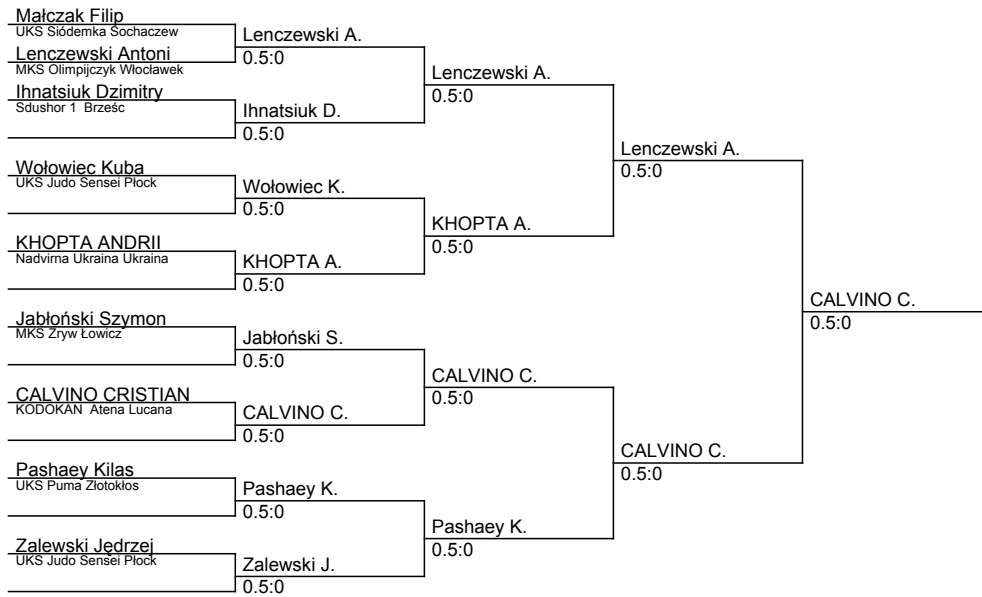 Małczak Filip
UKS Siódemka Sochaczew
Lenczewski Antoni
MKS Olimpijczyk Włocławek
Ihnatsiuk Dzimitry
Sdushor 1 Brześc
Wołowiec Kuba
UKS Judo Sensei Płock
KHOPTA ANDRII
Nadvirna Ukraina Ukraina
Jabłoński Szymon
MKS Zryw Łowicz
CALVINO CRISTIAN
KODOKAN Atena Lucana
Pashaey Kilas
UKS Puma Złotokłos
Zalewski Jędrzej
UKS Judo Sensei Płock
Lenczewski A.
0.5:0
Ihnatsiuk D.
0.5:0
Wołowiec K.
0.5:0
KHOPTA A.
0.5:0
Jabłoński S.
0.5:0
CALVINO C.
0.5:0
Pashaey K.
0.5:0
Zalewski J.
0.5:0
Lenczewski A.
0.5:0
KHOPTA A.
0.5:0
CALVINO C.
0.5:0
Pashaey K.
0.5:0
Lenczewski A.
0.5:0
CALVINO C.
0.5:0
CALVINO C.
0.5:0